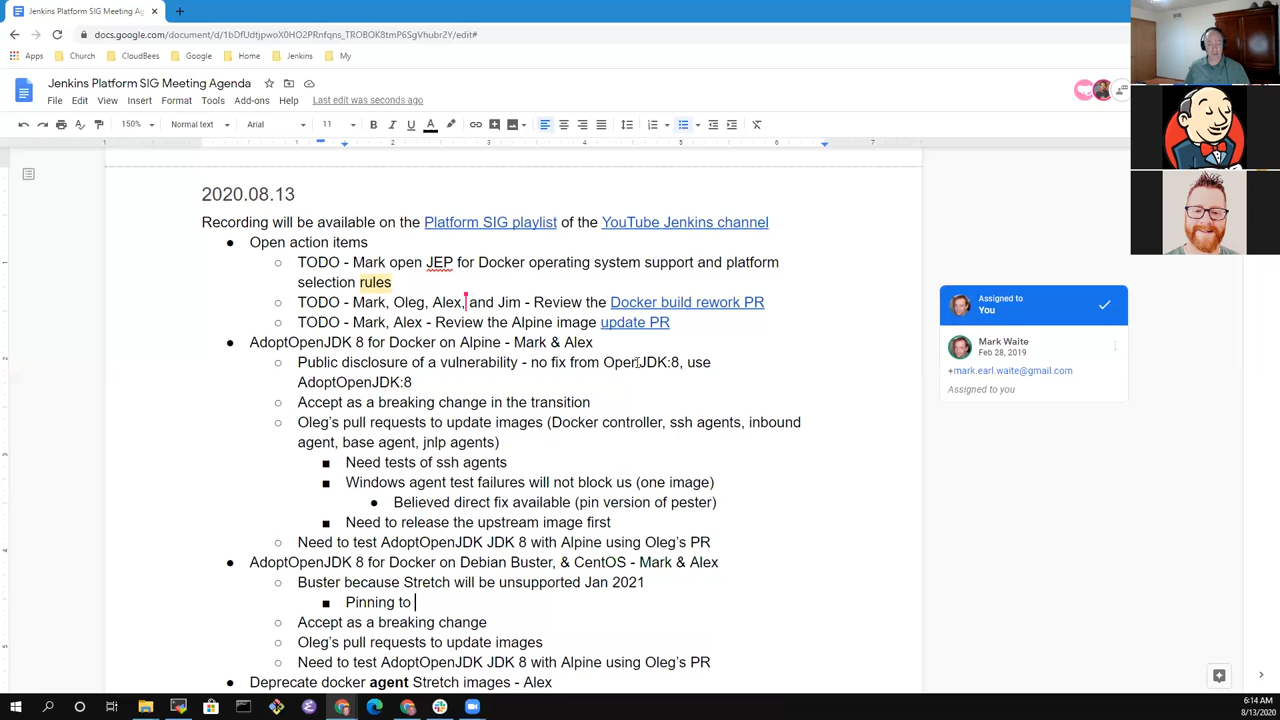 Jenkins Platform SIG Meeting Ag
docs.google.com/document/d/1bDfUdtjpwoX0HO2PRnfqns_TROBOK8tmP6SgVhubr2Y/edit#
Apps Church CloudBees Google Home Jenkins My
Jenkins Platform SIG Meeting Agenda
File Edit View Insert Format Tools Add-ons Help Last edit was seconds ago
150% Normal text Arial 11 B I U A
1 1 2 3 4 5 6 7
2020.08.13
Recording will be available on the Platform SIG playlist of the YouTube Jenkins channel
● Open action items
○ TODO - Mark open JEP for Docker operating system support and platform
selection rules
○ TODO - Mark, Oleg, Alex, and Jim - Review the Docker build rework PR
○ TODO - Mark, Alex - Review the Alpine image update PR
● AdoptOpenJDK 8 for Docker on Alpine - Mark & Alex
○ Public disclosure of a vulnerability - no fix from OpenJDK:8, use
AdoptOpenJDK:8
○ Accept as a breaking change in the transition
○ Oleg's pull requests to update images (Docker controller, ssh agents, inbound
agent, base agent, jnlp agents)
■ Need tests of ssh agents
■ Windows agent test failures will not block us (one image)
● Believed direct fix available (pin version of pester)
■ Need to release the upstream image first
○ Need to test AdoptOpenJDK JDK 8 with Alpine using Oleg's PR
● AdoptOpenJDK 8 for Docker on Debian Buster, & CentOS - Mark & Alex
○ Buster because Stretch will be unsupported Jan 2021
■ Pinning to
○ Accept as a breaking change
○ Oleg's pull requests to update images
○ Need to test AdoptOpenJDK JDK 8 with Alpine using Oleg's PR
● Deprecate docker agent Stretch images - Alex
Assigned to
You
Mark Waite
Feb 28, 2019
+mark.earl.waite@gmail.com
Assigned to you
6:14 AM
8/13/2020